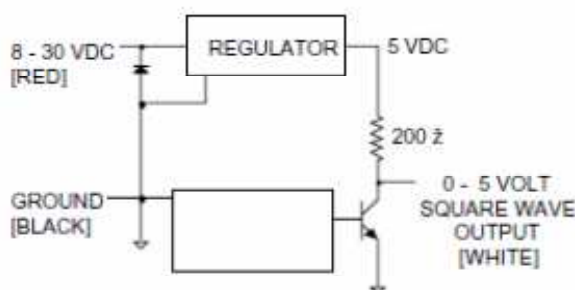 8 - 30 VDC
[RED]
REGULATOR
5 VDC
200 ž
GROUND
[BLACK]
0 - 5 VOLT
SQUARE WAVE
OUTPUT
[WHITE]